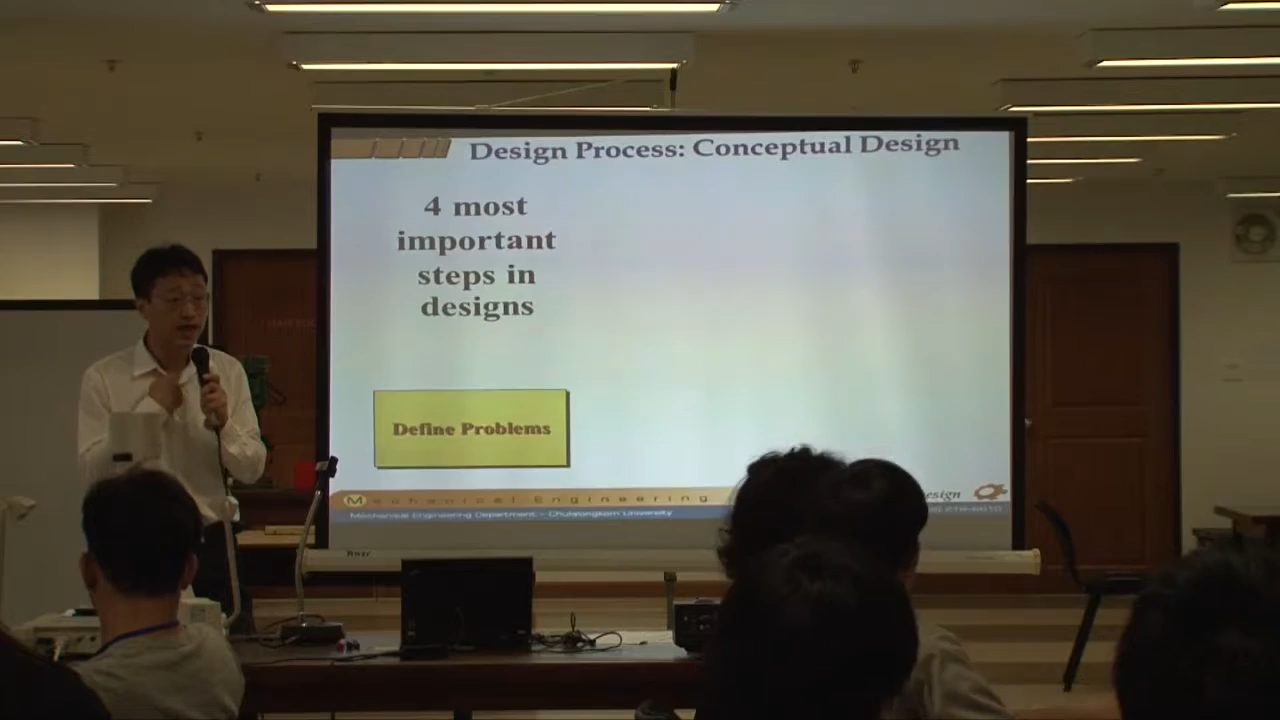 Design Process: Conceptual Design
4 most
important
steps in
designs
Define Problems
Mechanical Engineering
esign
Mechanical Engineering Department - Chulalongkorn University